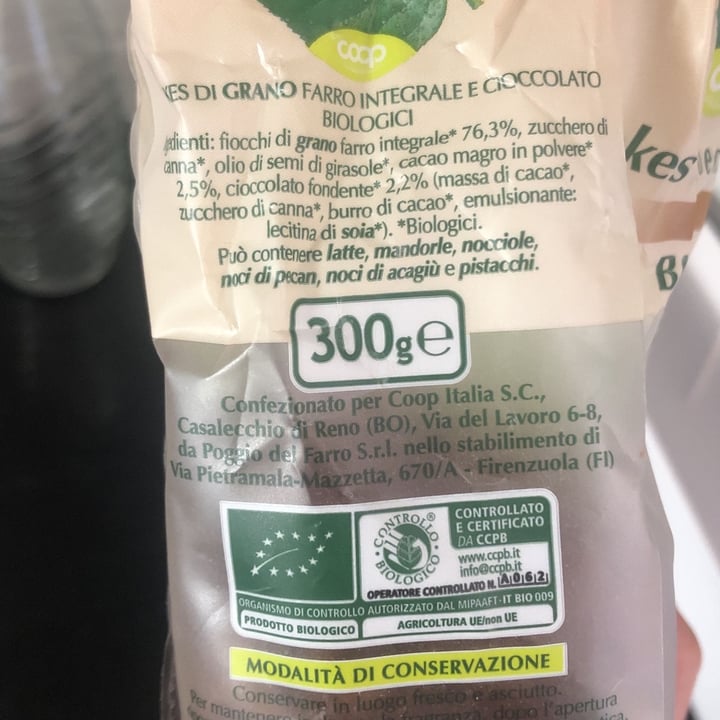 coop
DI GRANO FARRO INTEGRALE E CIOCCOLATO
BIOLOGICI
fiocchi di grano farro integrale* 76,3%, zucchero di
canna*, olio di semi di girasole*, cacao magro in polvere*
2,5%, cioccolato fondente* 2,2% (massa di cacao*,
zucchero di canna*, burro di cacao*, emulsionante:
lecitina di soia*). *Biologici.
Può contenere latte, mandorle, nocciole,
noci di pecan, noci di acagiù e pistacchi.
300g e
Confezionato per Coop Italia S.C.,
Casalecchio di Reno (BO), Via del Lavoro 6-8,
da Poggio del Farro S.r.l. nello stabilimento di
Via Pietramala-Mazzetta, 670/A - Firenzuola (FI)
CONTROLLO BIOLOGICO ®
CONTROLLATO
E CERTIFICATO
DA CCPB
www.ccpb.it
info@ccpb.it
OPERATORE CONTROLLATO N. A062
ORGANISMO DI CONTROLLO AUTORIZZATO DAL MIPAAFT-IT BIO 009
PRODOTTO BIOLOGICO
AGRICOLTURA UE/non UE
MODALITÀ DI CONSERVAZIONE
Conservare in luogo fresco e asciutto.
Per mantenere fragranza, dopo l'apertura
kes